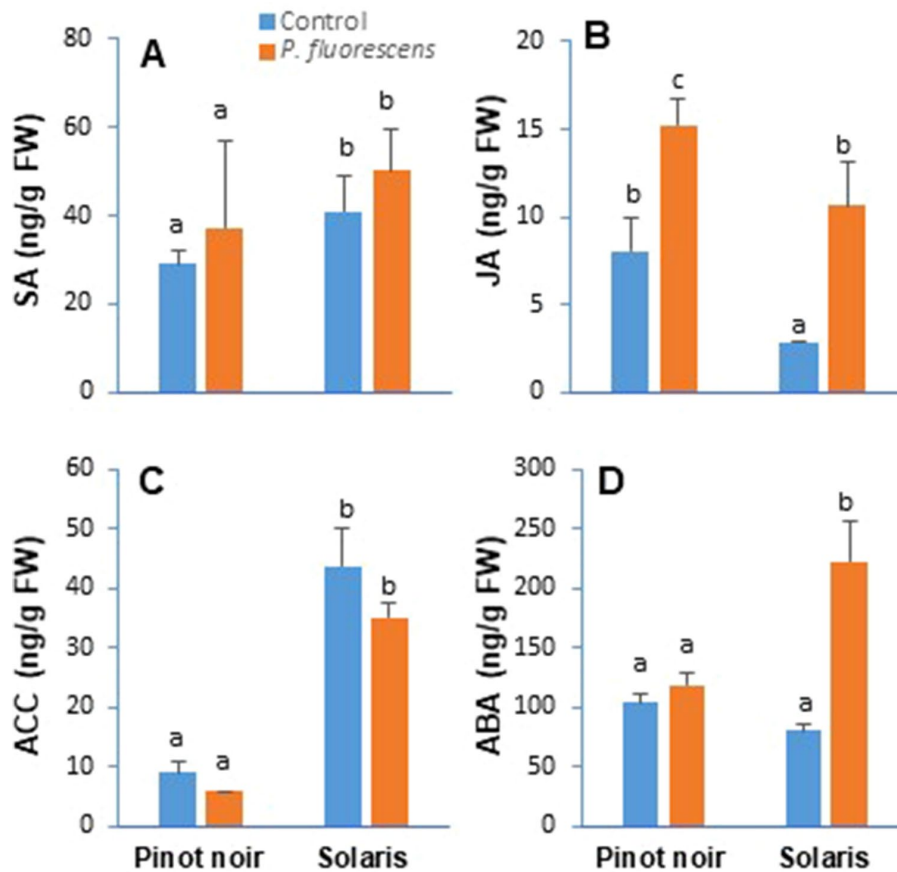 Control
P. fluorescens
A
SA (ng/g FW)
80
60
40
20
0
a
a
b
b
B
JA (ng/g FW)
20
15
10
5
0
b
c
a
b
C
ACC (ng/g FW)
60
50
40
30
20
10
0
a
a
b
b
Pinot noir
Solaris
D
ABA (ng/g FW)
300
250
200
150
100
50
0
a
a
a
b
Pinot noir
Solaris